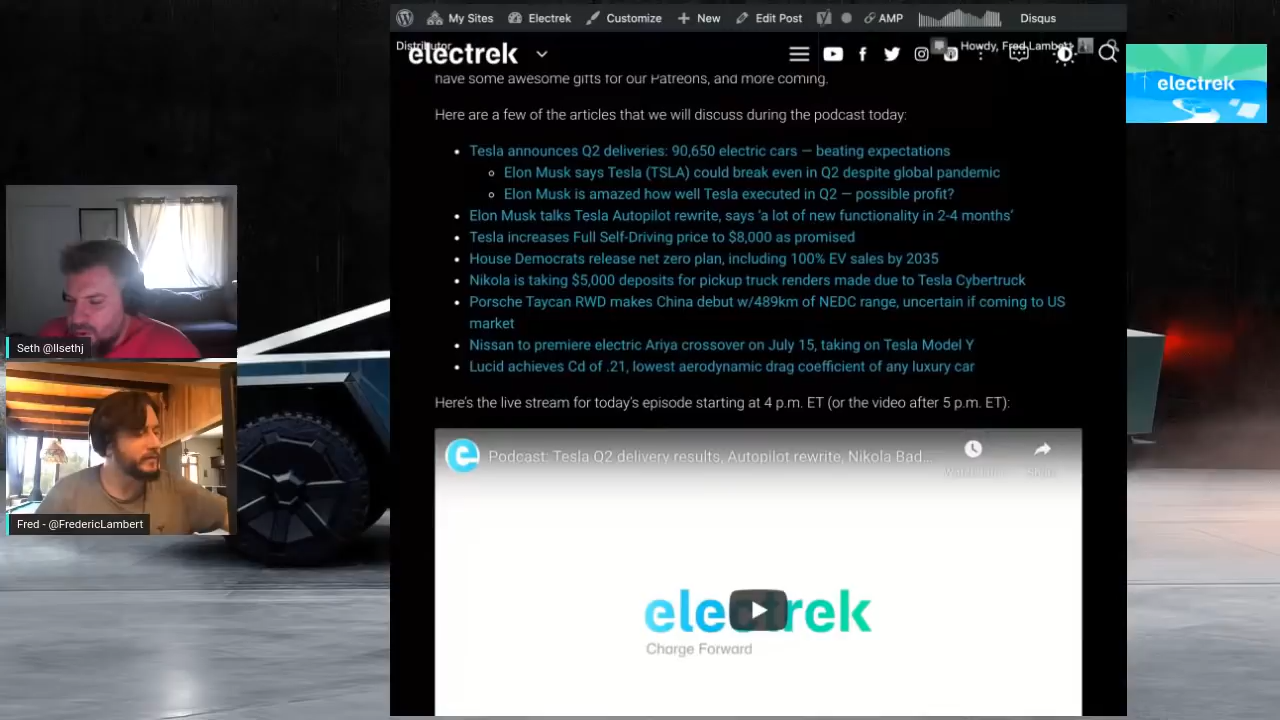 My Sites Electrek Customize New Edit Post AMP Disqus
Distributor
electrek
Howdy, Fred Lambert
have some awesome gifts for our Patreons, and more coming.
Here are a few of the articles that we will discuss during the podcast today:
Tesla announces Q2 deliveries: 90,650 electric cars — beating expectations
Elon Musk says Tesla (TSLA) could break even in Q2 despite global pandemic
Elon Musk is amazed how well Tesla executed in Q2 — possible profit?
Elon Musk talks Tesla Autopilot rewrite, says ‘a lot of new functionality in 2-4 months’
Tesla increases Full Self-Driving price to $8,000 as promised
House Democrats release net zero plan, including 100% EV sales by 2035
Nikola is taking $5,000 deposits for pickup truck renders made due to Tesla Cybertruck
Porsche Taycan RWD makes China debut w/489km of NEDC range, uncertain if coming to US
market
Nissan to premiere electric Ariya crossover on July 15, taking on Tesla Model Y
Lucid achieves Cd of .21, lowest aerodynamic drag coefficient of any luxury car
Here’s the live stream for today’s episode starting at 4 p.m. ET (or the video after 5 p.m. ET):
Podcast: Tesla Q2 delivery results, Autopilot rewrite, Nikola Bad...
Share
electrek
Charge Forward
electrek
Seth @llsethj
Fred - @FredericLambert